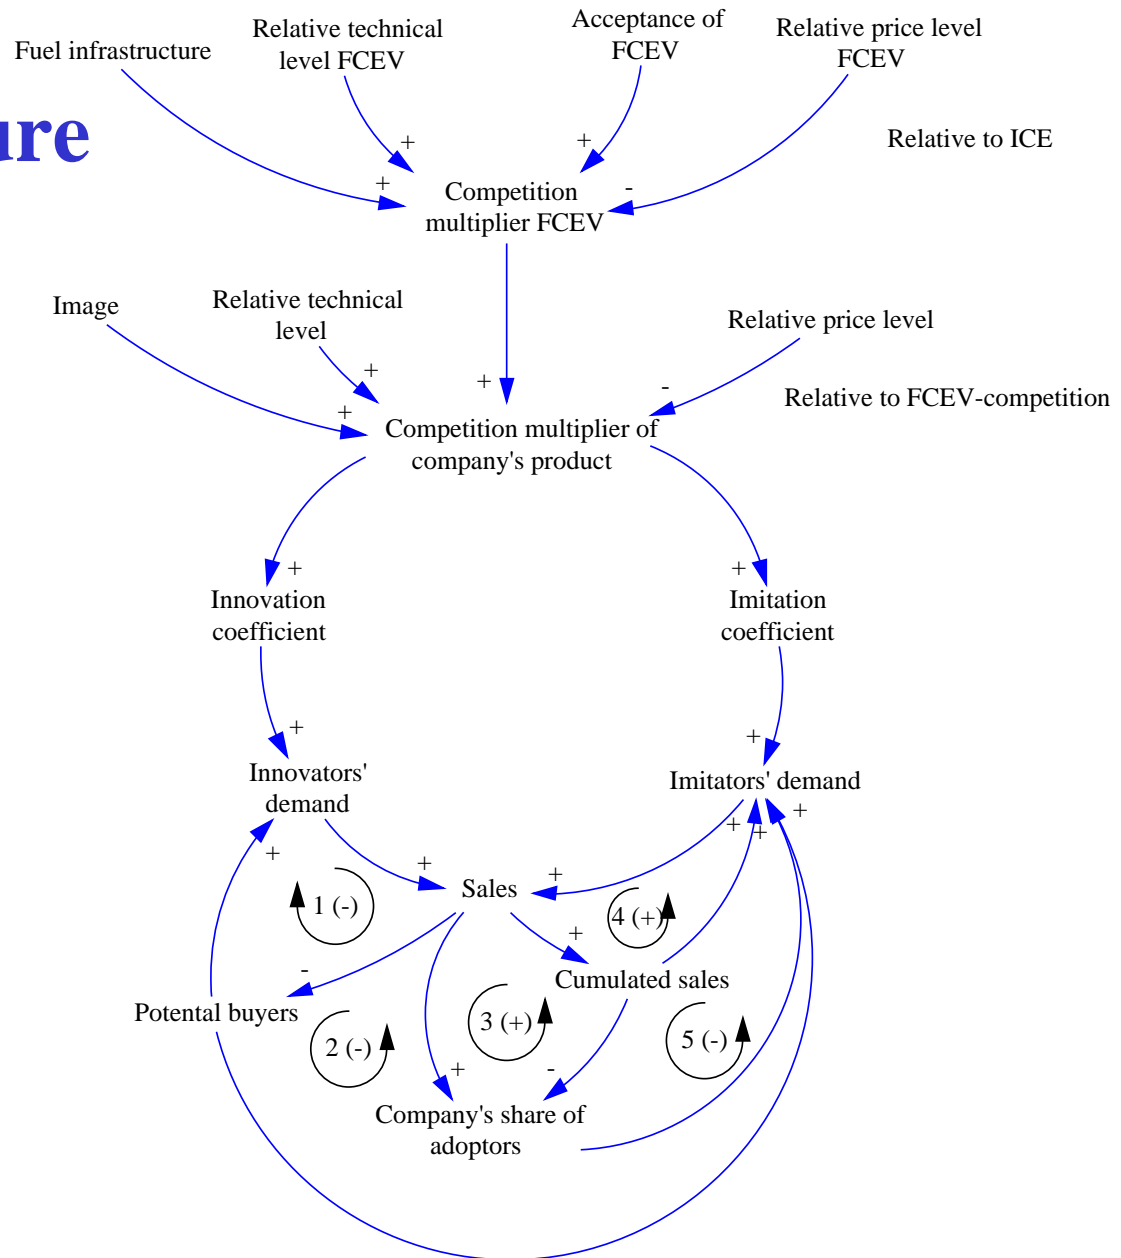 Fuel infrastructure
Relative technical
level FCEV
Acceptance of
FCEV
Relative price level
FCEV
ure
Relative to ICE
+
+
+
-
Competition
multiplier FCEV
Image
Relative technical
level
Relative price level
+
+
+
-
Relative to FCEV-competition
Competition multiplier of
company's product
+
+
Innovation
coefficient
Imitation
coefficient
+
+
Innovators'
demand
Imitators' demand
+
+
+
+
+
+
Sales
1 (-)
4 (+)
+
-
Cumulated sales
Potental buyers
2 (-)
3 (+)
5 (-)
+
-
Company's share of
adoptors